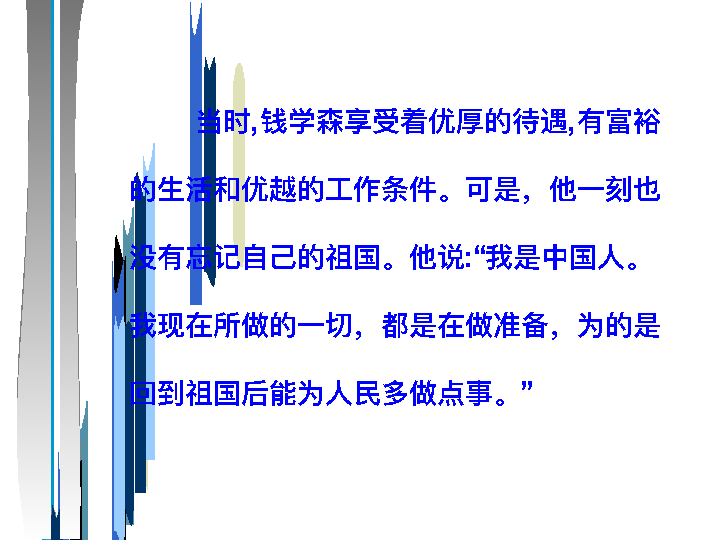 当时,钱学森享受着优厚的待遇,有富裕
的生活和优越的工作条件。可是，他一刻也
没有忘记自己的祖国。他说:“我是中国人。
我现在所做的一切，都是在做准备，为的是
回到祖国后能为人民多做点事。”